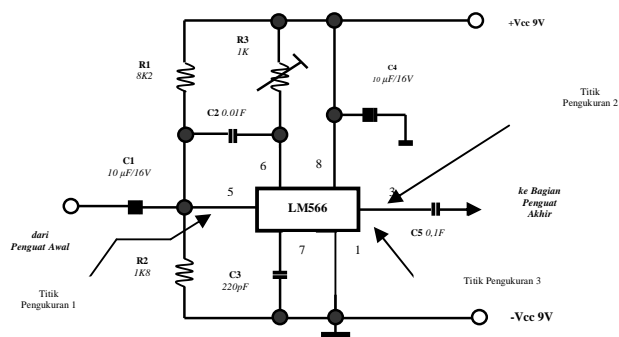 +Vcc 9V
R3
1K
R1
8K2
C4
10 µF/16V
Titik
Pengukuran 2
C2 0.01F
6
8
C1
10 µF/16V
5
LM566
3
ke Bagian
Penguat
Akhir
dari
Penguat Awal
C5 0,1F
7
1
R2
1K8
C3
220pF
Titik
Pengukuran 1
Titik Pengukuran 3
-Vcc 9V